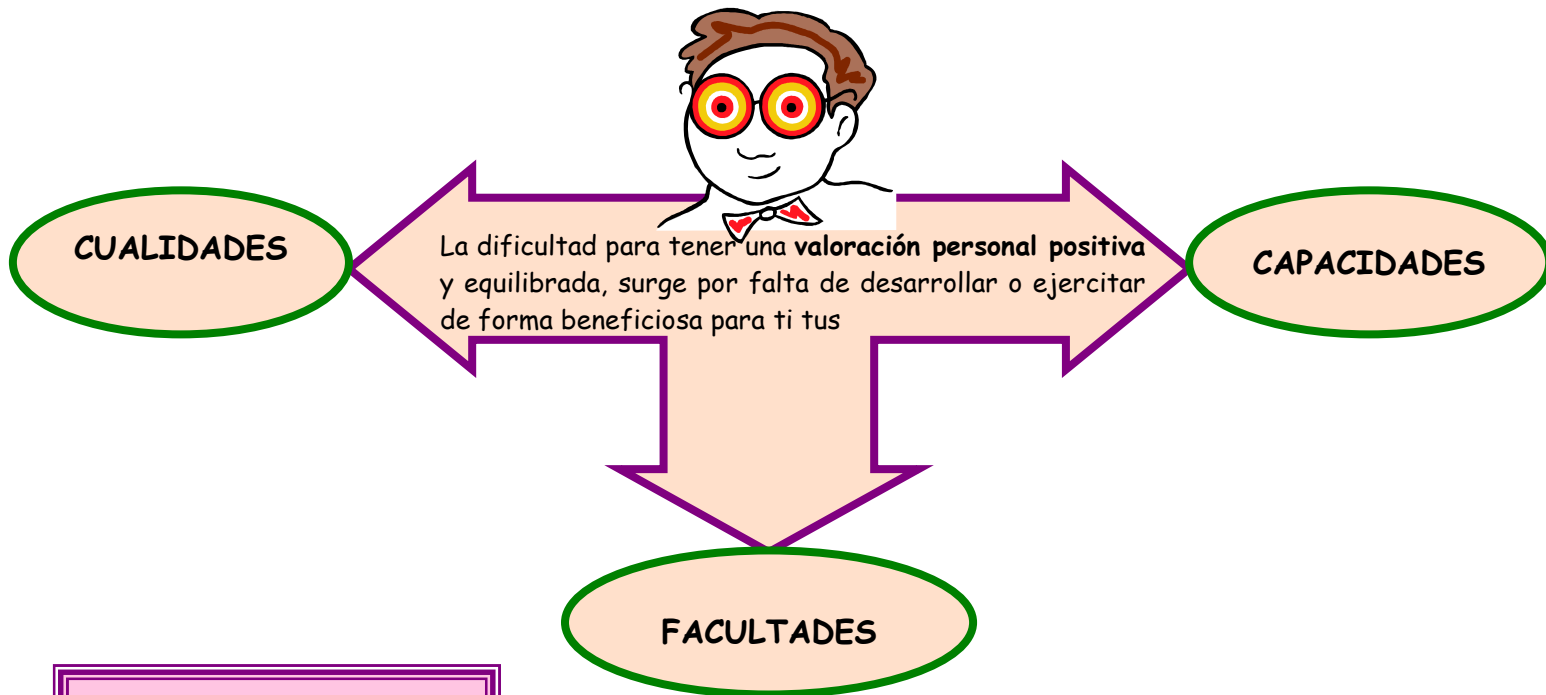 CUALIDADES
La dificultad para tener una valoración personal positiva
y equilibrada, surge por falta de desarrollar o ejercitar
de forma beneficiosa para ti tus
CAPACIDADES
FACULTADES